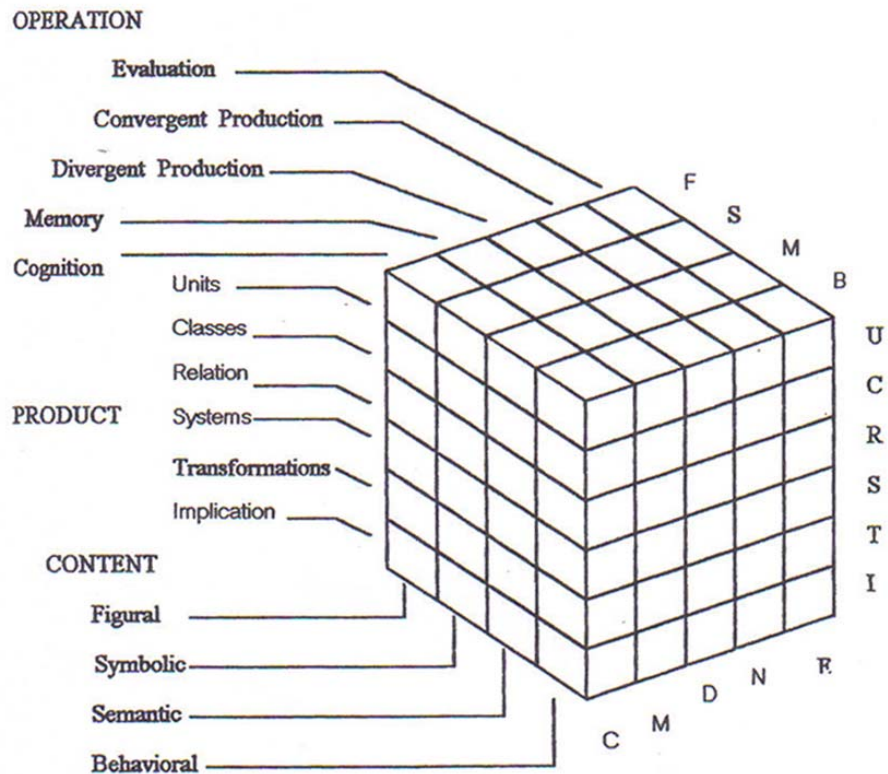 OPERATION
Evaluation
Convergent Production
Divergent Production
Memory
Cognition
Units
Classes
Relation
PRODUCT Systems
Transformations
Implication
CONTENT
Figural
Symbolic
Semantic
Behavioral
F
S
M
B
U
C
R
S
T
I
C
M
D
N
E